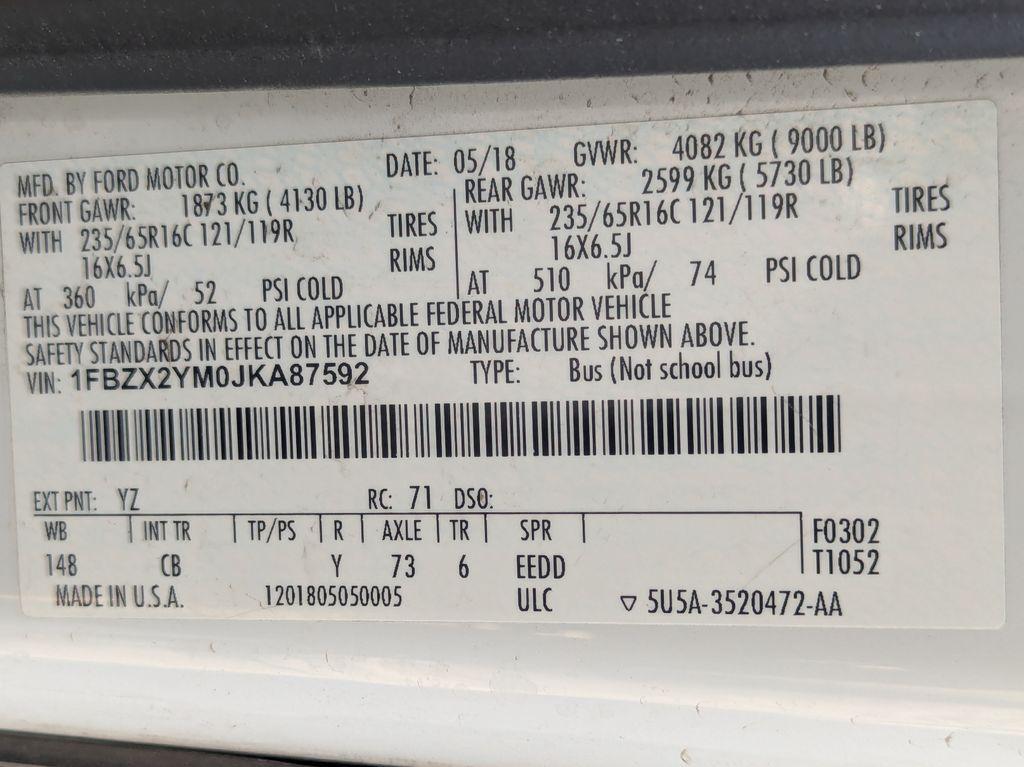 MFD. BY FORD MOTOR CO. DATE: 05/18 GVWR: 4082 KG ( 9000 LB)
FRONT GAWR: 1873 KG ( 4130 LB) REAR GAWR: 2599 KG ( 5730 LB)
WITH 235/65R16C 121/119R TIRES WITH 235/65R16C 121/119R TIRES
16X6.5J RIMS 16X6.5J RIMS
AT 360 kPa/ 52 PSI COLD AT 510 kPa/ 74 PSI COLD
THIS VEHICLE CONFORMS TO ALL APPLICABLE FEDERAL MOTOR VEHICLE
SAFETY STANDARDS IN EFFECT ON THE DATE OF MANUFACTURE SHOWN ABOVE.
VIN: 1FBZX2YM0JKA87592 TYPE: Bus (Not school bus)
EXT PNT: YZ RC: 71 DSO:
WB INT TR TP/PS R AXLE TR SPR F0302
148 CB Y 73 6 EEDD T1052
MADE IN U.S.A. 1201805050005 ULC ▽ 5U5A-3520472-AA